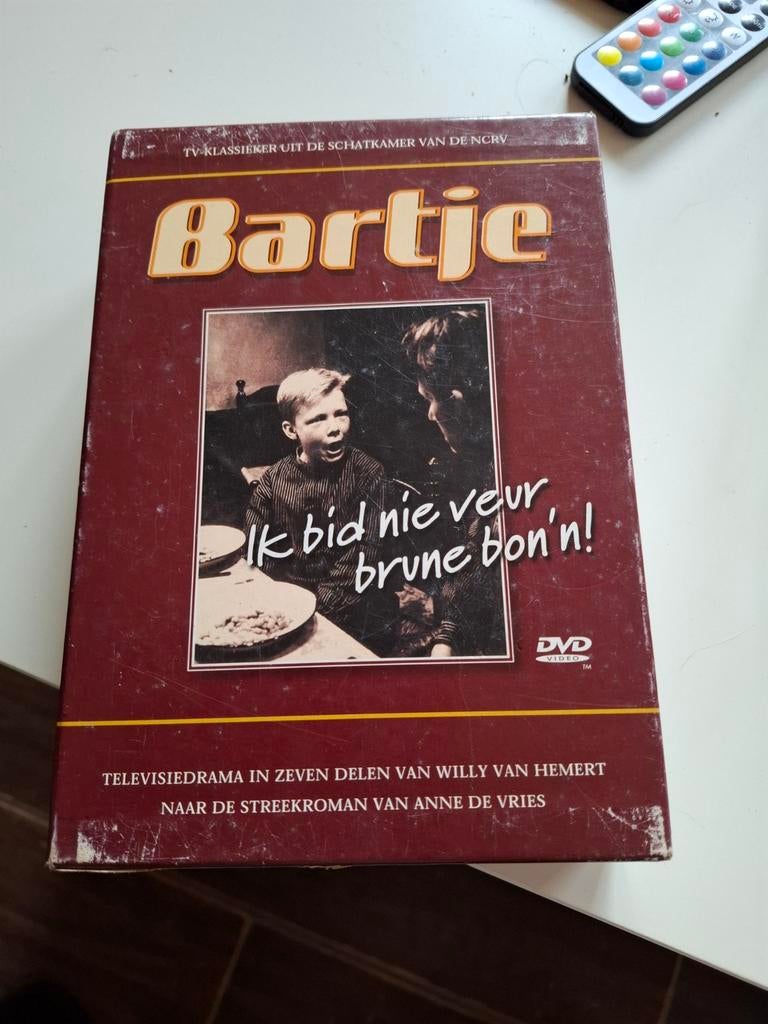 TV-KLASSIEKER UIT DE SCHATKAMER VAN DE NCRV
Bartje
Ik bid nie veur
brune bon'n!
DVD
VIDEO
TM
TELEVISIEDRAMA IN ZEVEN DELEN VAN WILLY VAN HEMERT
NAAR DE STREEKROMAN VAN ANNE DE VRIES